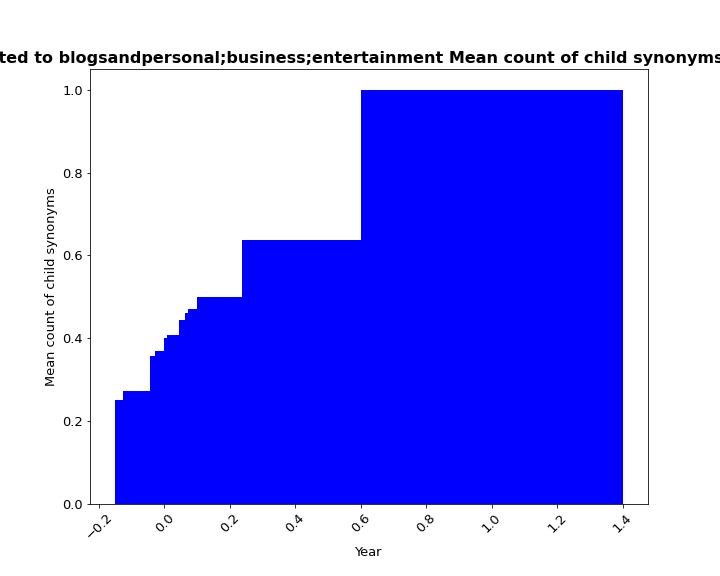 to blogsandpersonal;business;entertainment Mean count of child synonyms
1.0
0.8
0.6
0.4
0.2
0.0
Mean count of child synonyms
−0.2 0.0 0.2 0.4 0.6 0.8 1.0 1.2 1.4
Year